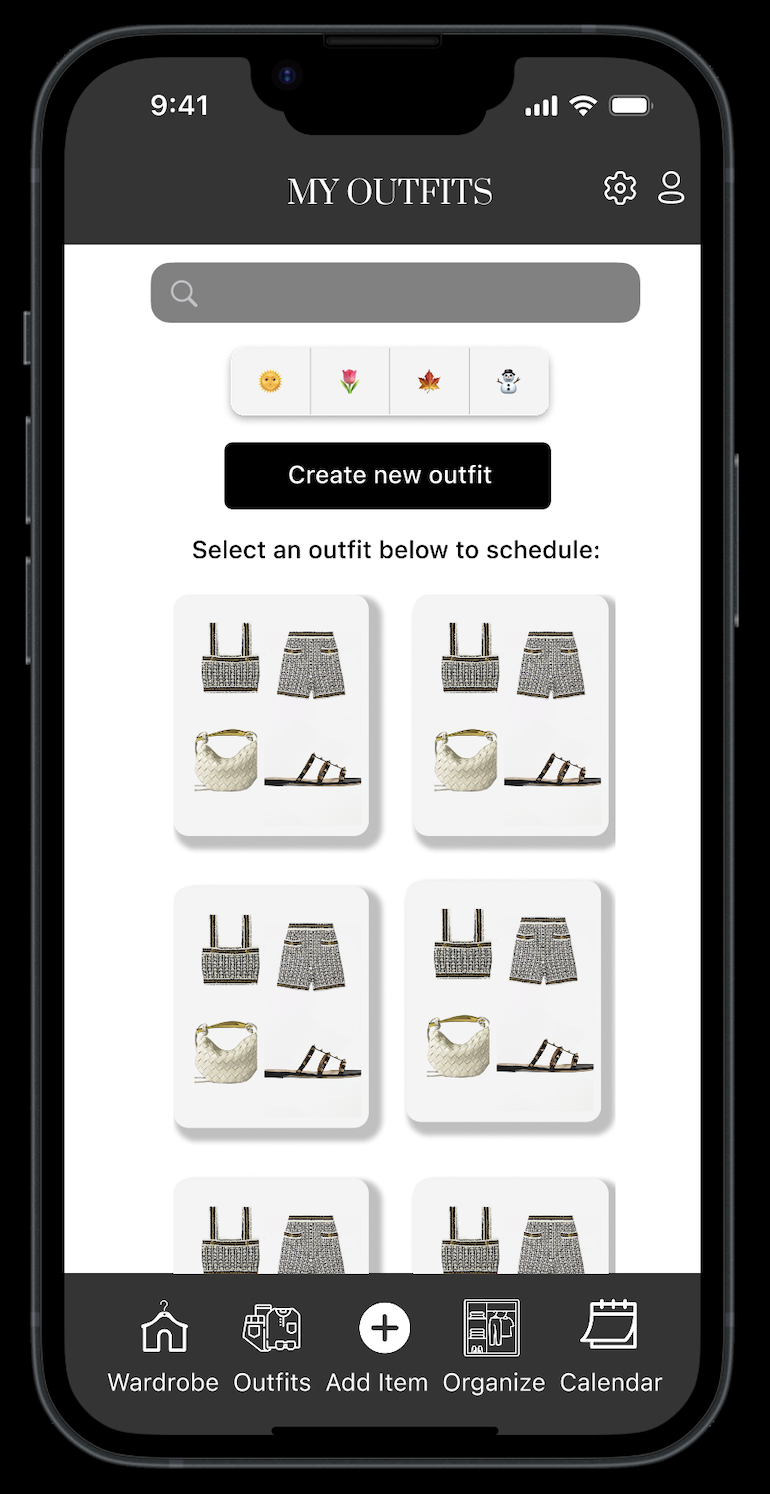 9:41
MY OUTFITS
Create new outfit
Select an outfit below to schedule:
Wardrobe Outfits Add Item Organize Calendar